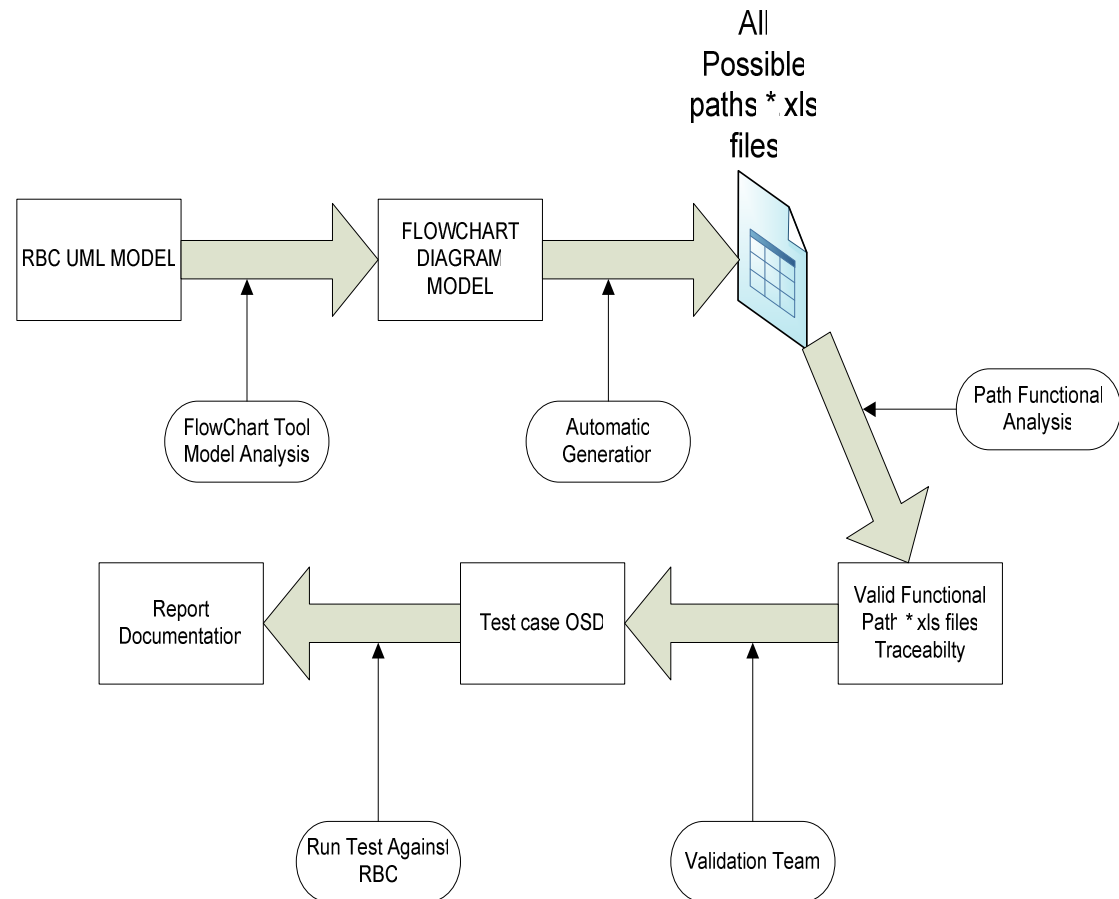 All
Possible
paths *.xls
files
RBC UML MODEL
FLOWCHART
DIAGRAM
MODEL
FlowChart Tool
Model Analysis
Automatic
Generation
Path Functional
Analysis
Report
Documentation
Test case OSD
Valid Functional
Path *.xls files
Traceabilty
Run Test Against
RBC
Validation Team